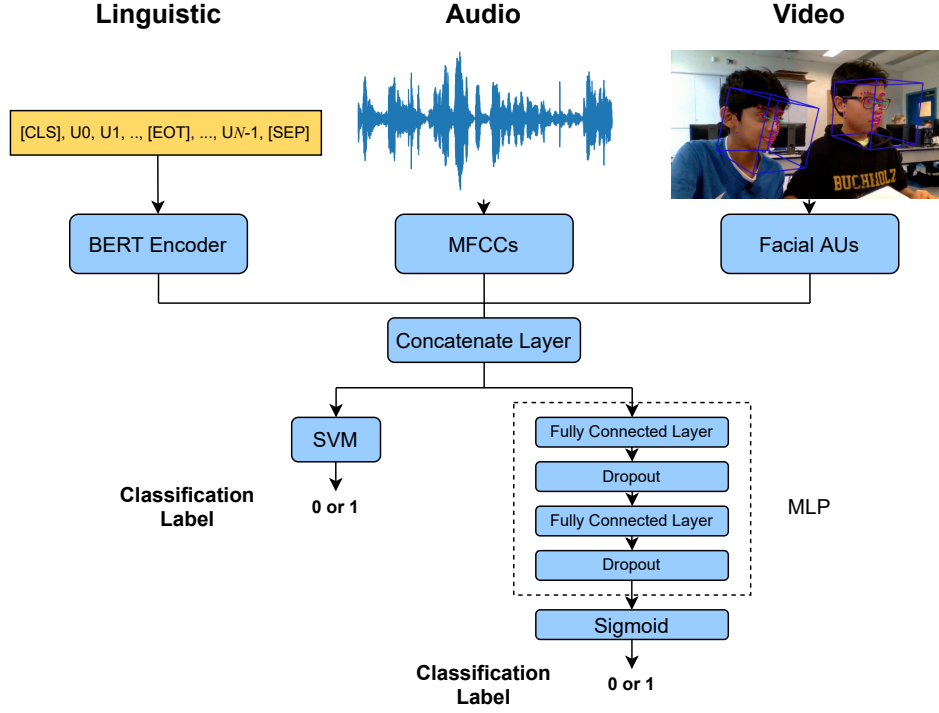 Linguistic
Audio
Video
[CLS], U0, U1, .., [EOT], ..., UN-1, [SEP]
BUCHHOLZ
BERT Encoder
MFCCs
Facial AUs
Concatenate Layer
SVM
Fully Connected Layer
Dropout
Fully Connected Layer
Dropout
MLP
Classification
Label
0 or 1
Sigmoid
Classification
Label
0 or 1